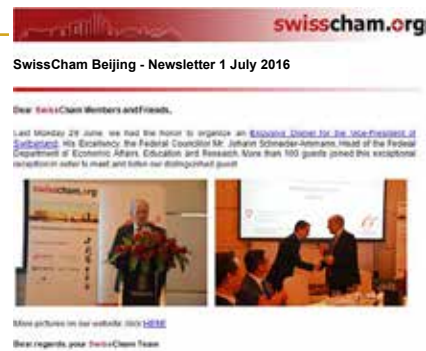 swisscham.org
SwissCham Beijing - Newsletter 1 July 2016
Dear SwissCham Members and Friends,
Last Monday 29 June, we had the honor to organize an Exclusive Dinner for the Vice-President of
Switzerland, His Excellency, the Federal Councillor Mr. Johann Schneider-Ammann, Head of the Federal
Department of Economic Affairs, Education and Research. More than 100 guests joined this exceptional
reception in order to meet and listen our distinguished guest
swisscham.org
More pictures on our website: click HERE
Best regards, your SwissCham Team